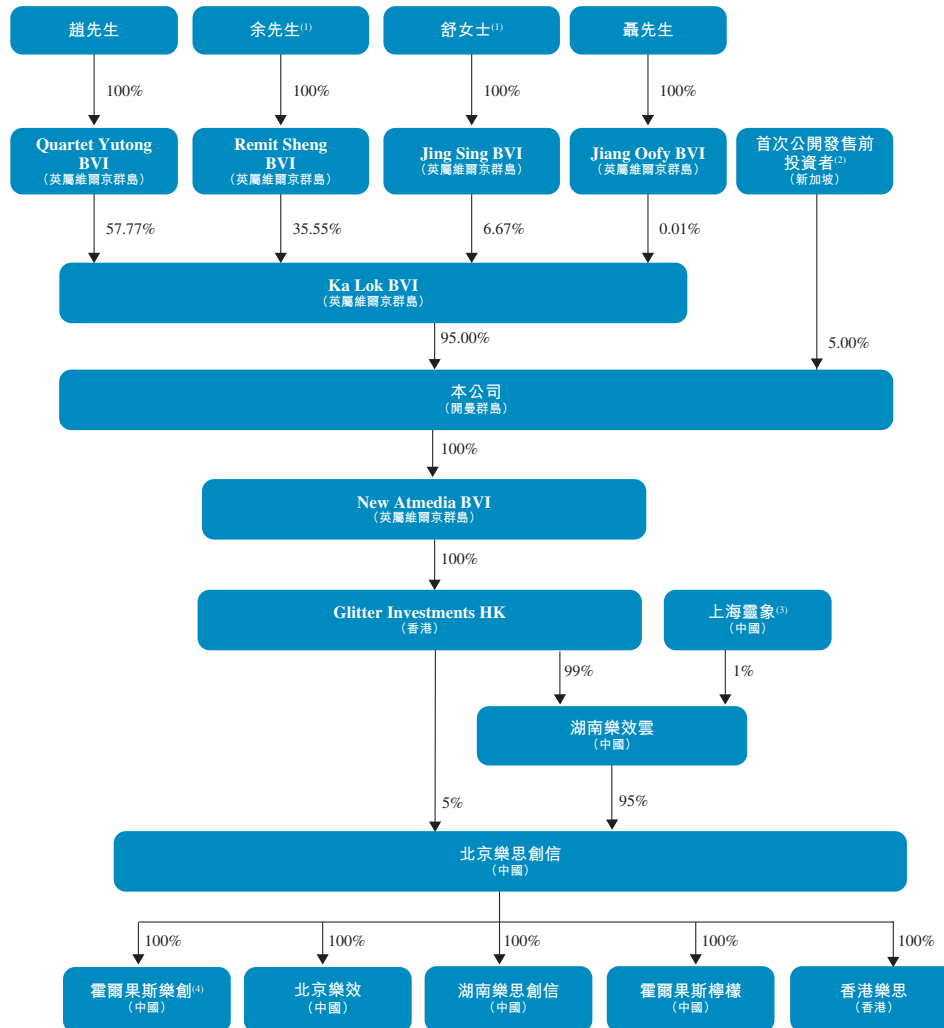 趙先生
余先生(1)
舒女士(1)
聶先生
100%
100%
100%
100%
Quartet Yutong
BVI
(英屬維爾京群島)
Remit Sheng
BVI
(英屬維爾京群島)
Jing Sing BVI
(英屬維爾京群島)
Jiang Oofy BVI
(英屬維爾京群島)
首次公開發售前
投資者(2)
(新加坡)
57.77%
35.55%
6.67%
0.01%
Ka Lok BVI
(英屬維爾京群島)
95.00%
5.00%
本公司
(開曼群島)
100%
New Atmedia BVI
(英屬維爾京群島)
100%
Glitter Investments HK
(香港)
上海靈象(3)
(中國)
99%
1%
湖南樂效雲
(中國)
5%
95%
北京樂思創信
(中國)
100%
100%
100%
100%
100%
霍爾果斯樂創(4)
(中國)
北京樂效
(中國)
湖南樂思創信
(中國)
霍爾果斯檸檬
(中國)
香港樂思
(香港)